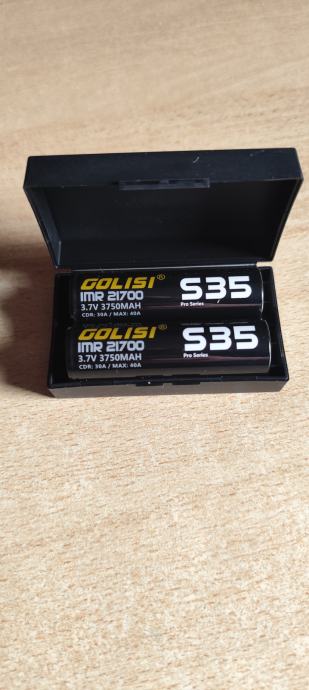 GOLISI®
IMR 21700
3.7V 3750MAH
CDR: 30A / MAX: 40A
S35
Pro Series
GOLISI®
IMR 21700
3.7V 3750MAH
CDR: 30A / MAX: 40A
S35
Pro Series